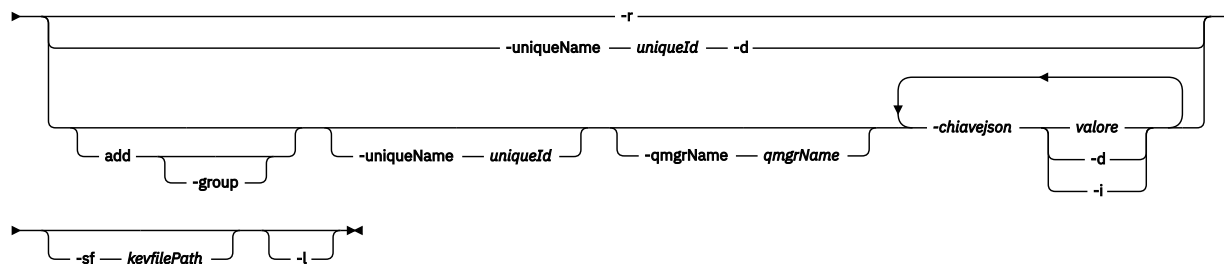 -r
-uniqueName uniqueId -d
add -uniqueName uniqueId -qmgrName qmgrName -chiavejson valore
-group
-d
-i
-sf keyfilePath -l